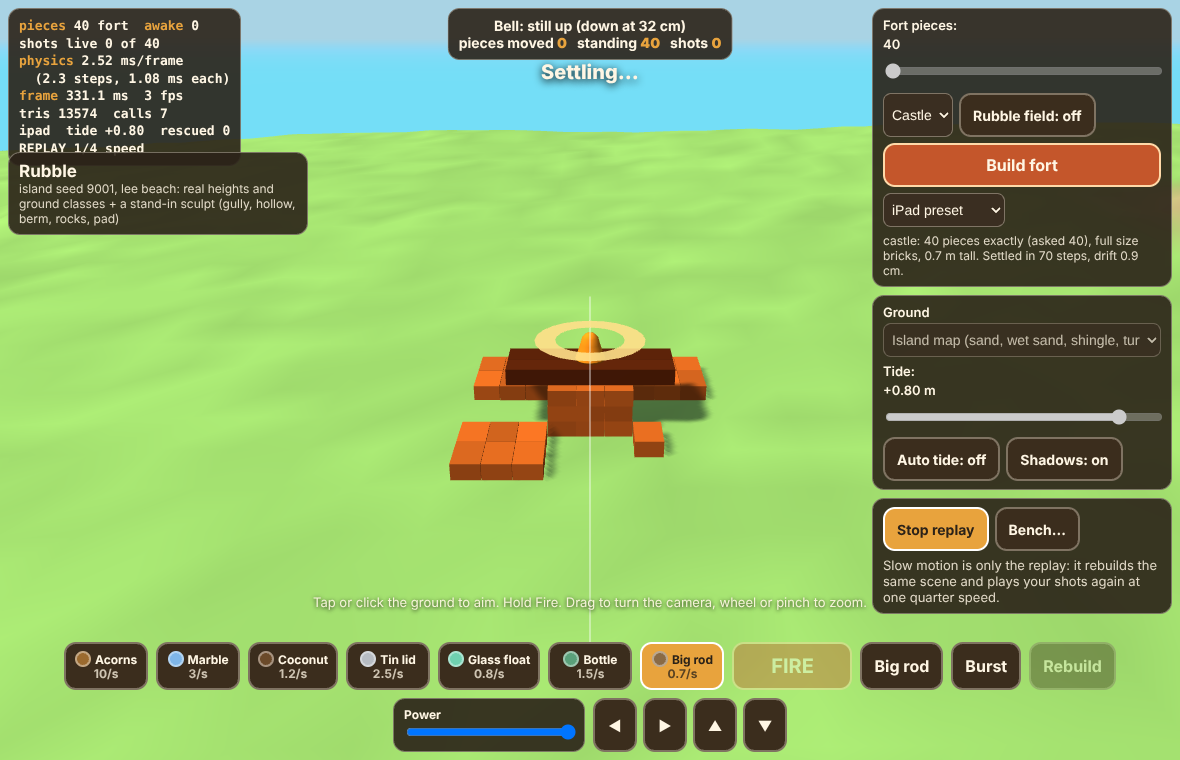 pieces 40 fort awake 0
shots live 0 of 40
physics 2.52 ms/frame
(2.3 steps, 1.08 ms each)
frame 331.1 ms 3 fps
tris 13574 calls 7
ipad tide +0.80 rescued 0
REPLAY 1/4 speed
Rubble
island seed 9001, lee beach: real heights and
ground classes + a stand-in sculpt (gully, hollow,
berm, rocks, pad)
Bell: still up (down at 32 cm)
pieces moved 0 standing 40 shots 0
Settling...
Fort pieces:
40
Castle
Rubble field: off
Build fort
iPad preset
castle: 40 pieces exactly (asked 40), full size
bricks, 0.7 m tall. Settled in 70 steps, drift 0.9
cm.
Ground
Island map (sand, wet sand, shingle, tur
Tide:
+0.80 m
Auto tide: off
Shadows: on
Stop replay
Bench...
Slow motion is only the replay: it rebuilds the
same scene and plays your shots again at
one quarter speed.
Tap or click the ground to aim. Hold Fire. Drag to turn the camera, wheel or pinch to zoom.
Acorns
10/s
Marble
3/s
Coconut
1.2/s
Tin lid
2.5/s
Glass float
0.8/s
Bottle
1.5/s
Big rod
0.7/s
FIRE
Big rod
Burst
Rebuild
Power